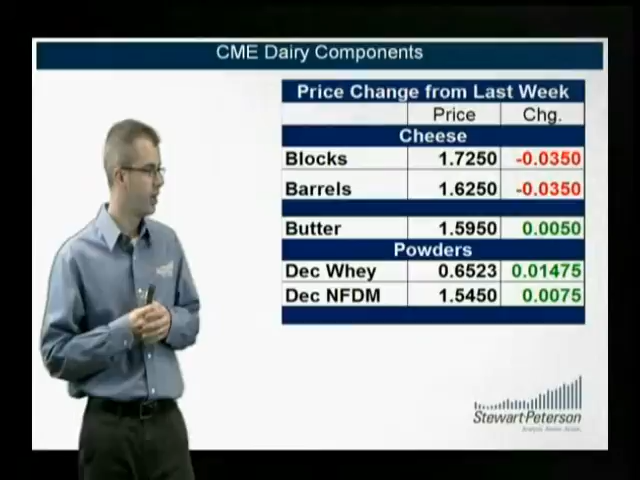 CME Dairy Components
Price Change from Last Week
Price Chg.
Cheese
Blocks 1.7250 -0.0350
Barrels 1.6250 -0.0350
Butter 1.5950 0.0050
Powders
Dec Whey 0.6523 0.01475
Dec NFDM 1.5450 0.0075
Stewart-Peterson